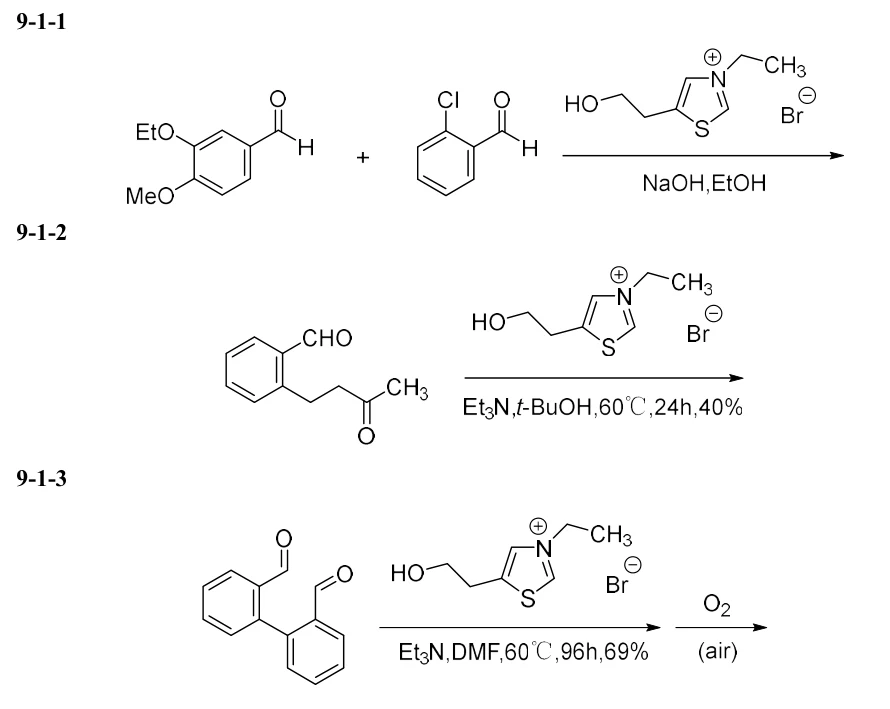 9-1-1
EtO
MeO
O
H
+
Cl
O
H
HO
S
N
⊕
CH₃
Br
⊖
NaOH,EtOH
9-1-2
CHO
CH₃
O
HO
S
N
⊕
CH₃
Br
⊖
Et₃N,t-BuOH,60℃,24h,40%
9-1-3
O
O
HO
S
N
⊕
CH₃
Br
⊖
Et₃N,DMF,60℃,96h,69%
O₂
(air)